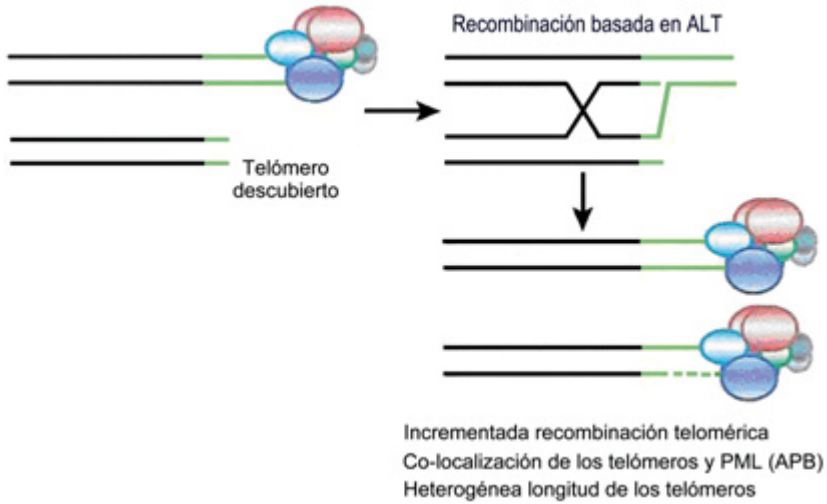 Recombinación basada en ALT
Telómero
descubierto
Incrementada recombinación telomérica
Co-localización de los telómeros y PML (APB)
Heterogénea longitud de los telómeros